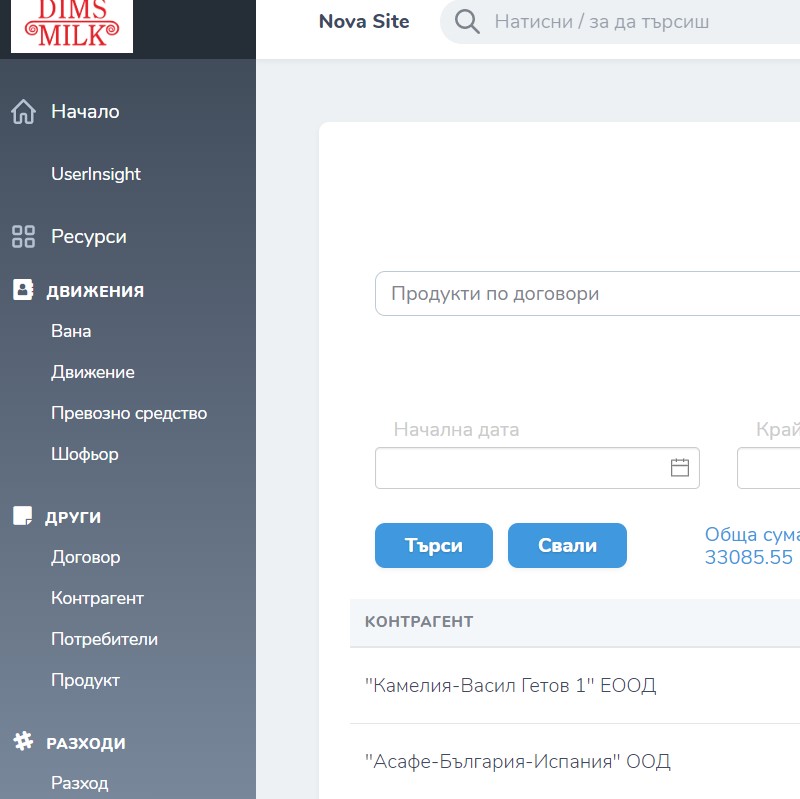 DIMS
MILK
Nova Site
Натисни / за да търсиш
Начало
UserInsight
Ресурси
ДВИЖЕНИЯ
Вана
Движение
Превозно средство
Шофьор
ДРУГИ
Договор
Контрагент
Потребители
Продукт
РАЗХОДИ
Разход
Продукти по договори
Начална дата
Край
Търси
Свали
Обща сума
33085.55
КОНТРАГЕНТ
"Камелия-Васил Гетов 1" ЕООД
"Асафе-България-Испания" ООД